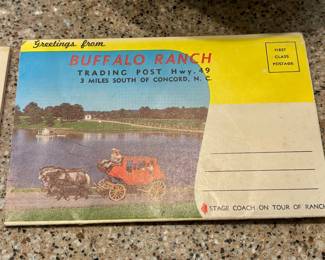 Greetings from
BUFFALO RANCH
TRADING POST Hwy. 49
3 MILES SOUTH OF CONCORD, N. C.
FIRST
CLASS
POSTAGE
STAGE COACH ON TOUR OF RANCH